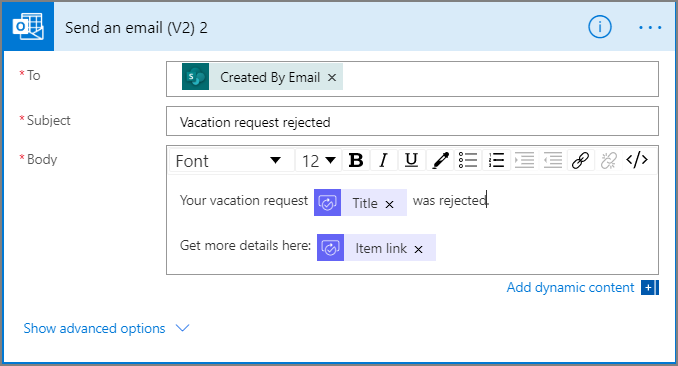 Send an email (V2) 2
* To
Created By Email ×
* Subject
Vacation request rejected
* Body
Font 12 B I U </>
Your vacation request Title × was rejected.
Get more details here: Item link ×
Add dynamic content +
Show advanced options